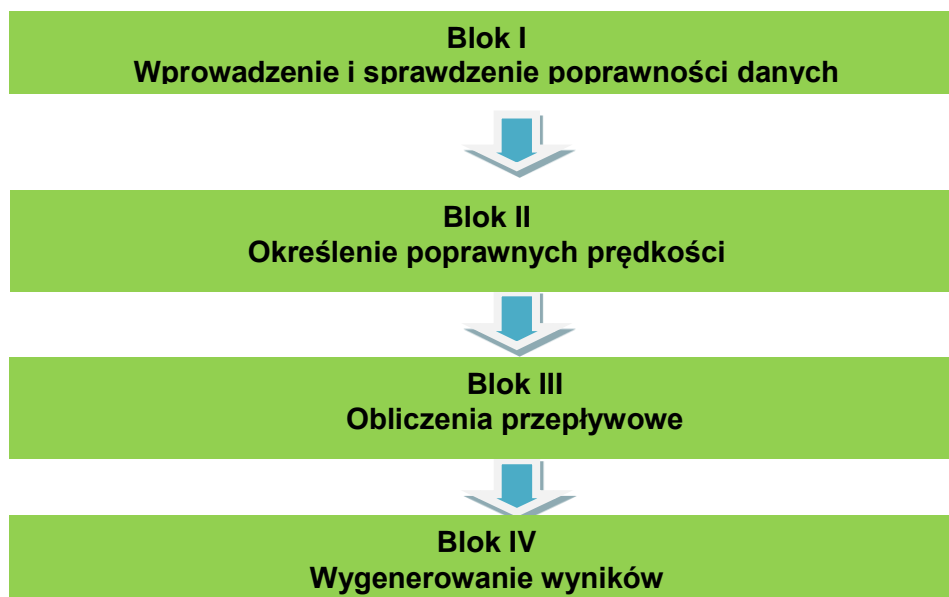 Blok I
Wprowadzenie i sprawdzenie poprawności danych
Blok II
Określenie poprawnych prędkości
Blok III
Obliczenia przepływowe
Blok IV
Wygenerowanie wyników